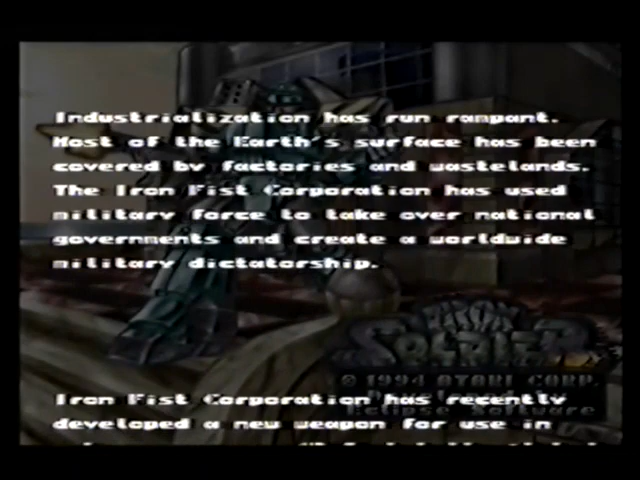 Industrialization has run rampant.
Most of the Earth's surface has been
covered by factories and wastelands.
The Iron Fist Corporation has used
military force to take over national
governments and create a worldwide
military dictatorship.
IRON
SOLDIER
© 1994 ATARI CORP.
Eclipse Software
Iron Fist Corporation has recently
developed a new weapon for use in